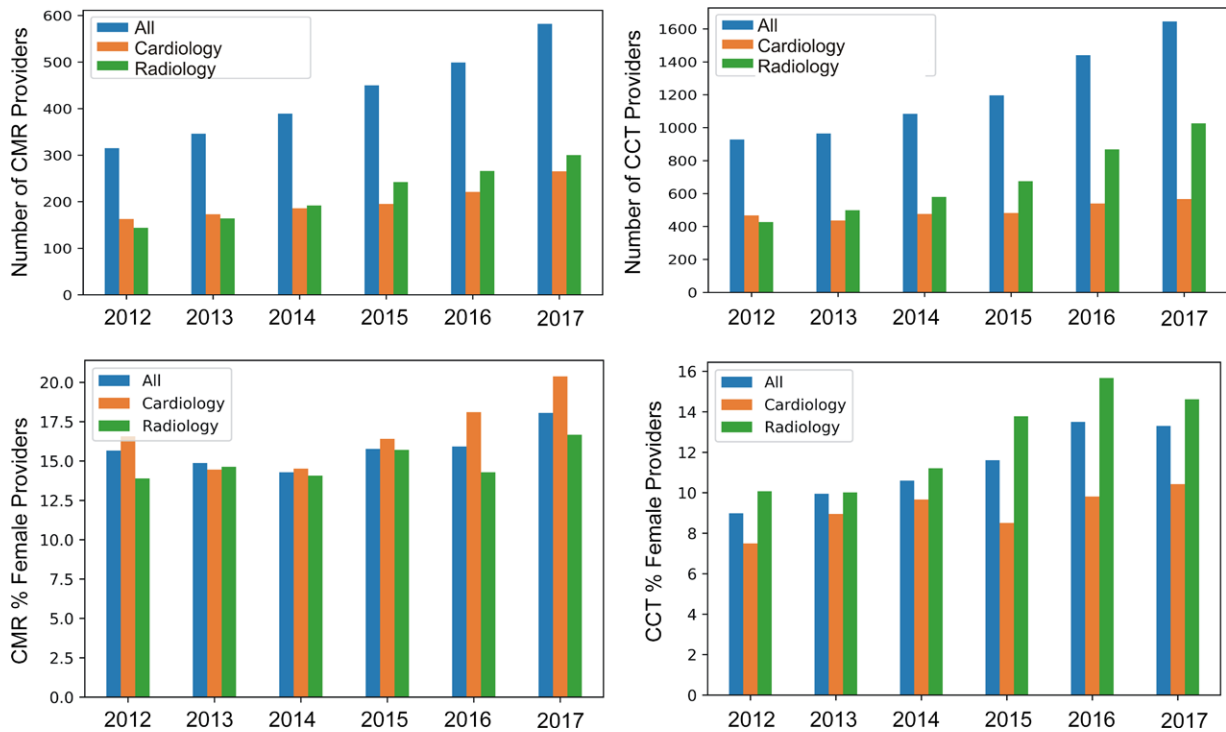 Number of CMR Providers
600
500
400
300
200
100
0
All
Cardiology
Radiology
2012 2013 2014 2015 2016 2017
Number of CCT Providers
1600
1400
1200
1000
800
600
400
200
0
All
Cardiology
Radiology
2012 2013 2014 2015 2016 2017
CMR % Female Providers
20.0
17.5
15.0
12.5
10.0
7.5
5.0
2.5
0.0
All
Cardiology
Radiology
2012 2013 2014 2015 2016 2017
CCT % Female Providers
16
14
12
10
8
6
4
2
0
All
Cardiology
Radiology
2012 2013 2014 2015 2016 2017